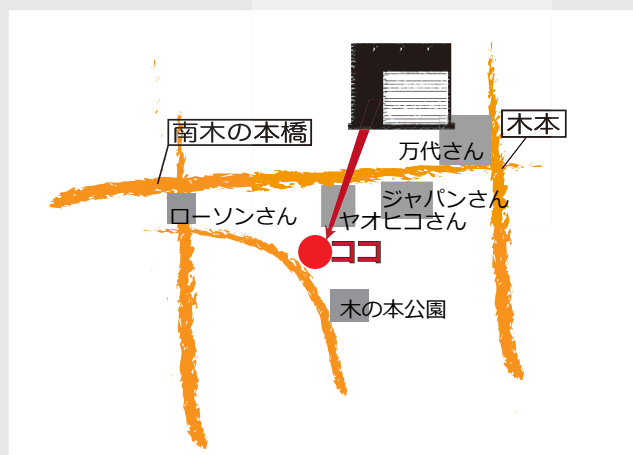 南木の本橋
木本
万代さん
ジャパンさん
ローソンさん
ヤオヒコさん
ココ
木の本公園